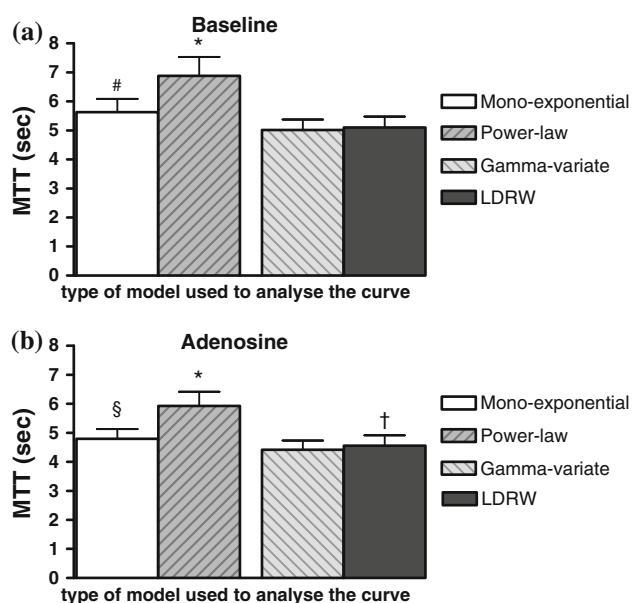 (a)
Baseline
8
7
6
5
4
3
2
1
0
MTT (sec)
#
*
Mono-exponential
Power-law
Gamma-variate
LDRW
type of model used to analyse the curve
(b)
Adenosine
8
7
6
5
4
3
2
1
0
MTT (sec)
§
*
†
Mono-exponential
Power-law
Gamma-variate
LDRW
type of model used to analyse the curve